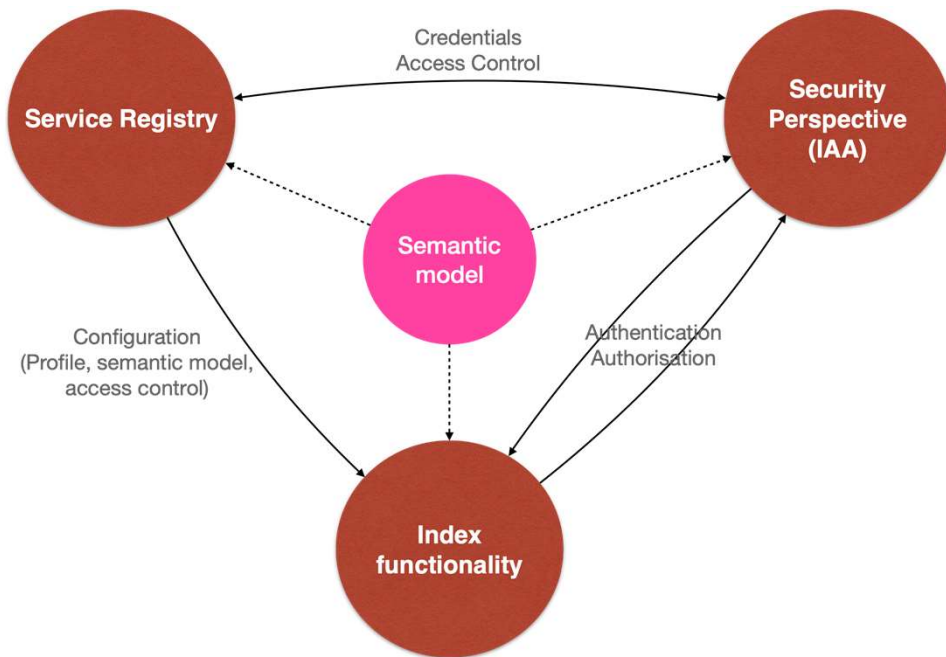 Credentials
Access Control
Service Registry
Security
Perspective
(IAA)
Semantic
model
Configuration
(Profile, semantic model,
access control)
Authentication
Authorisation
Index
functionality